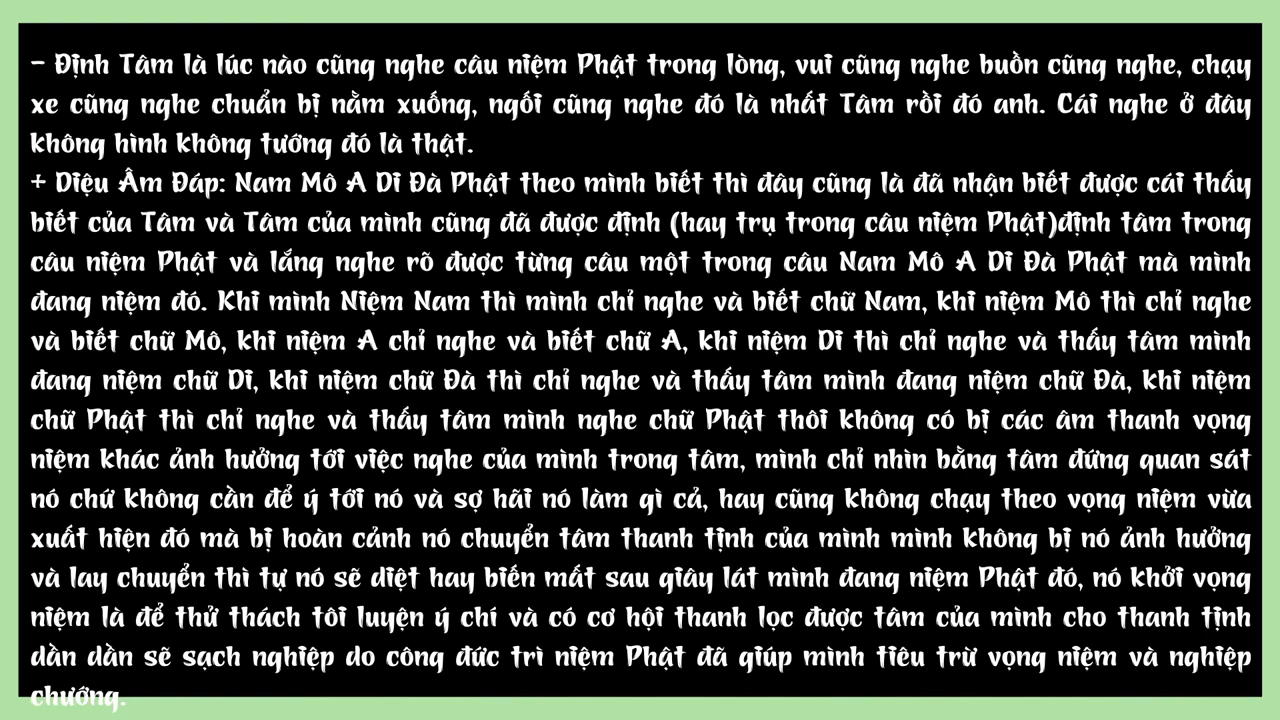 – Định Tâm là lúc nào cũng nghe câu niệm Phật trong lòng, vui cũng nghe buồn cũng nghe, chạy
xe cũng nghe chuẩn bị nằm xuống, ngối cũng nghe đó là nhất Tâm rồi đó anh. Cái nghe ở đây
không hình không tướng đó là thật.
+ Diệu Âm Đáp: Nam Mô A Di Đà Phật theo mình biết thì đây cũng là đã nhận biết được cái thấy
biết của Tâm và Tâm của mình cũng đã được định (hay trụ trong câu niệm Phật)định tâm trong
câu niệm Phật và lắng nghe rõ được từng câu một trong câu Nam Mô A Di Đà Phật mà mình
đang niệm đó. Khi mình Niệm Nam thì mình chỉ nghe và biết chữ Nam, khi niệm Mô thì chỉ nghe
và biết chữ Mô, khi niệm A chỉ nghe và biết chữ A, khi niệm Di thì chỉ nghe và thấy tâm mình
đang niệm chữ Di, khi niệm chữ Đà thì chỉ nghe và thấy tâm mình đang niệm chữ Đà, khi niệm
chữ Phật thì chỉ nghe và thấy tâm mình nghe chữ Phật thôi không có bị các âm thanh vọng
niệm khác ảnh hưởng tới việc nghe của mình trong tâm, mình chỉ nhìn bằng tâm đứng quan sát
nó chứ không cần để ý tới nó và sợ hãi nó làm gì cả, hay cũng không chạy theo vọng niệm vừa
xuất hiện đó mà bị hoàn cảnh nó chuyển tâm thanh tịnh của mình mình không bị nó ảnh hưởng
và lay chuyển thì tự nó sẽ diệt hay biến mất sau giây lát mình đang niệm Phật đó, nó khởi vọng
niệm là để thử thách tôi luyện ý chí và có cơ hội thanh lọc được tâm của mình cho thanh tịnh
dần dần sẽ sạch nghiệp do công đức trì niệm Phật đã giúp mình tiêu trừ vọng niệm và nghiệp
chướng.